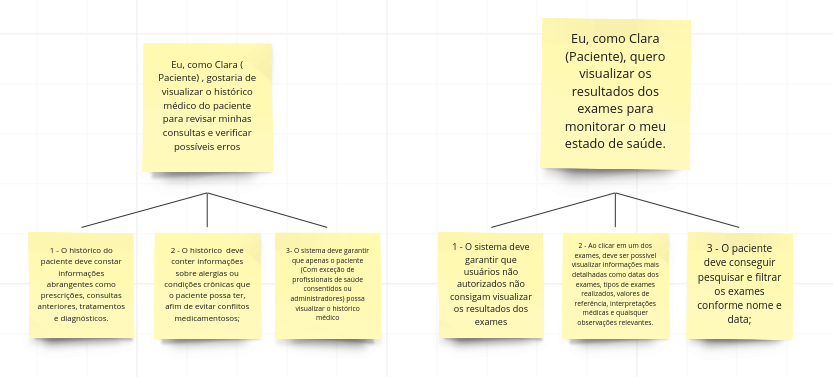 Eu, como Clara (
Paciente) , gostaria de
visualizar o histórico
médico do paciente
para revisar minhas
consultas e verificar
possíveis erros
Eu, como Clara
(Paciente), quero
visualizar os
resultados dos
exames para
monitorar o meu
estado de saúde.
1 - O histórico do
paciente deve constar
informações
abrangentes como
prescrições, consultas
anteriores, tratamentos
e diagnósticos.
2 - O histórico  deve
conter informações
sobre alergias ou
condições crônicas que
o paciente possa ter,
afim de evitar conflitos
medicamentosos;
3- O sistema deve garantir
que apenas o paciente
(Com exceção de
profissionais de saúde
consentidos ou
administradores) possa
visualizar o histórico
médico
1 - O sistema deve
garantir que
usuários não
autorizados não
consigam visualizar
os resultados dos
exames
2 - Ao clicar em um dos
exames, deve ser possível
visualizar informações mais
detalhadas como datas dos
exames, tipos de exames
realizados, valores de
referência, interpretações
médicas e quaisquer
observações relevantes.
3 - O paciente
deve conseguir
pesquisar e filtrar
os exames
conforme nome e
data;